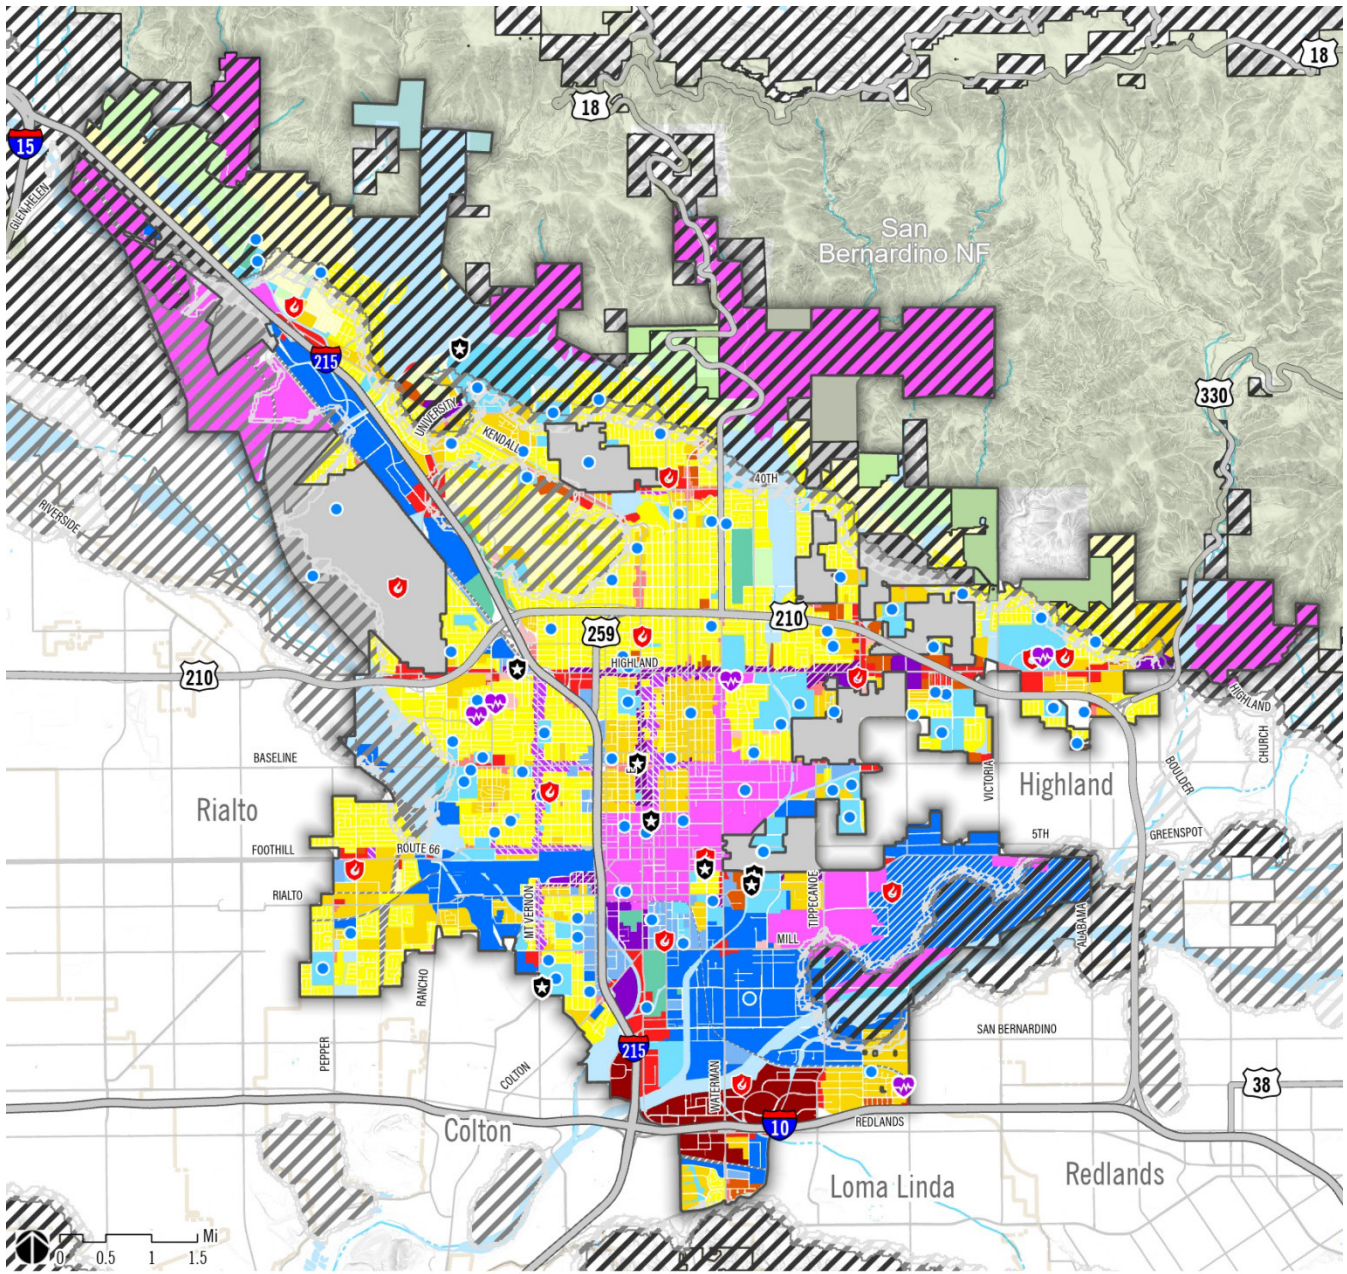 18
18
15
GLEN HELEN
San
Bernardino NF
215
330
UNIVERSITY
KENDALL
40TH
RIVERSIDE
210
259
HIGHLAND
210
HIGHLAND
BASELINE
E
VICTORIA
Highland
BOULDER
CHURCH
Rialto
5TH
GREENSPOT
FOOTHILL
ROUTE 66
RIALTO
MT VERNON
TIPPECANOE
MILL
ALABAMA
RANCHO
PEPPER
SAN BERNARDINO
215
COLTON
WATERMAN
38
Colton
10
REDLANDS
Loma Linda
Redlands
Mi
0 0.5 1 1.5